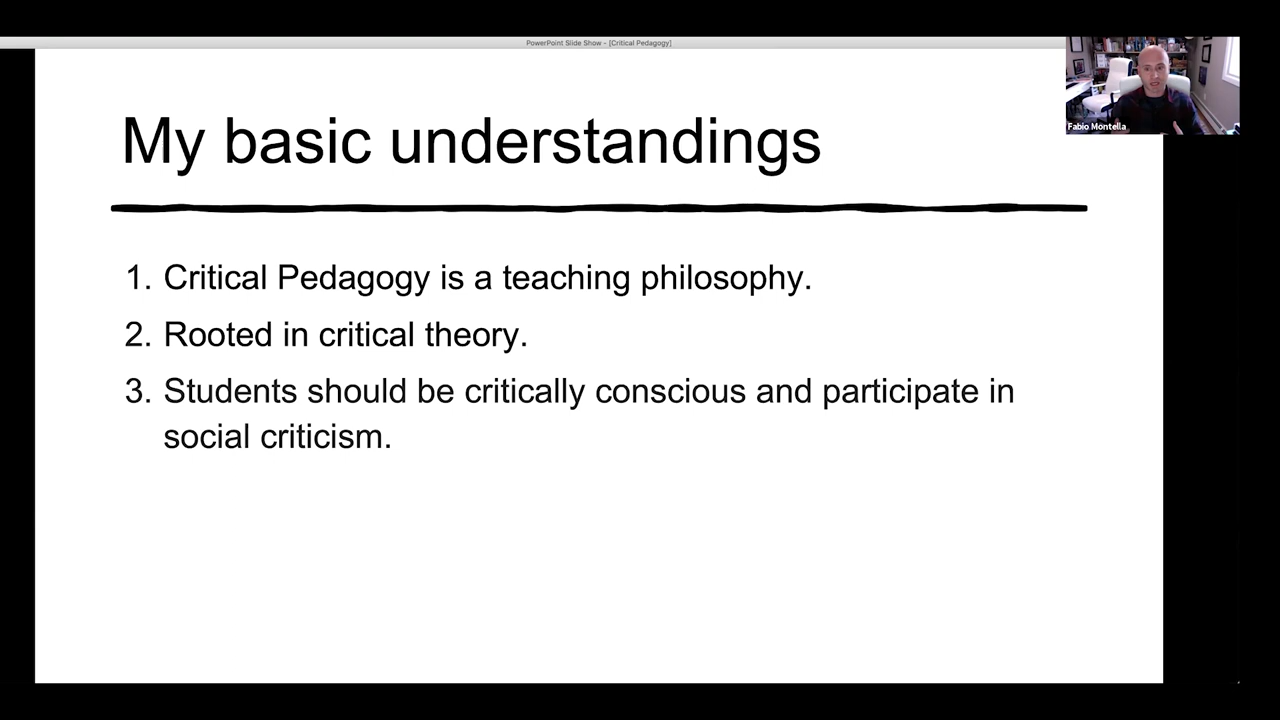 PowerPoint Slide Show - [Critical Pedagogy]
Fabio Montella
My basic understandings
1. Critical Pedagogy is a teaching philosophy.
2. Rooted in critical theory.
3. Students should be critically conscious and participate in
social criticism.